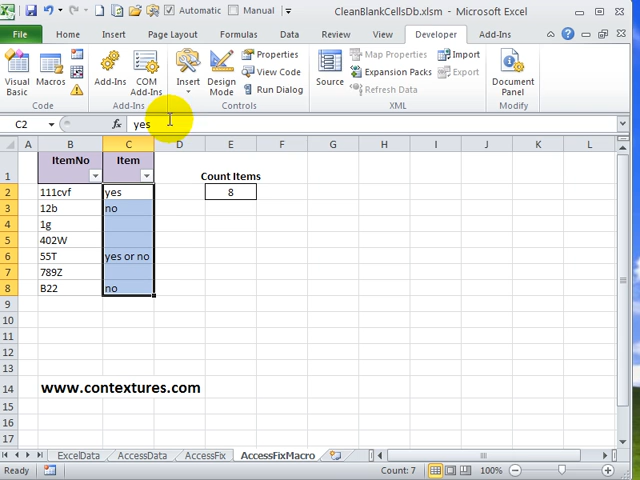 Automatic Manual CleanBlankCellsDb.xlsm - Microsoft Excel
File Home Insert Page Layout Formulas Data Review View Developer Add-Ins
Visual Basic Macros Add-Ins COM Add-Ins Insert Design Mode Properties View Code Run Dialog Source Map Properties Expansion Packs Refresh Data Import Export Document Panel
Code Add-Ins Controls XML Modify
C2 fx yes
A B C D E F G H I J K L
1 ItemNo Item Count Items
2 111cvf yes 8
3 12b no
4 1g
5 402W
6 55T yes or no
7 789Z
8 B22 no
9
10
11
12
13
14 www.contextures.com
15
16
17
ExcelData AccessData AccessFix AccessFixMacro
Ready Count: 7 100%